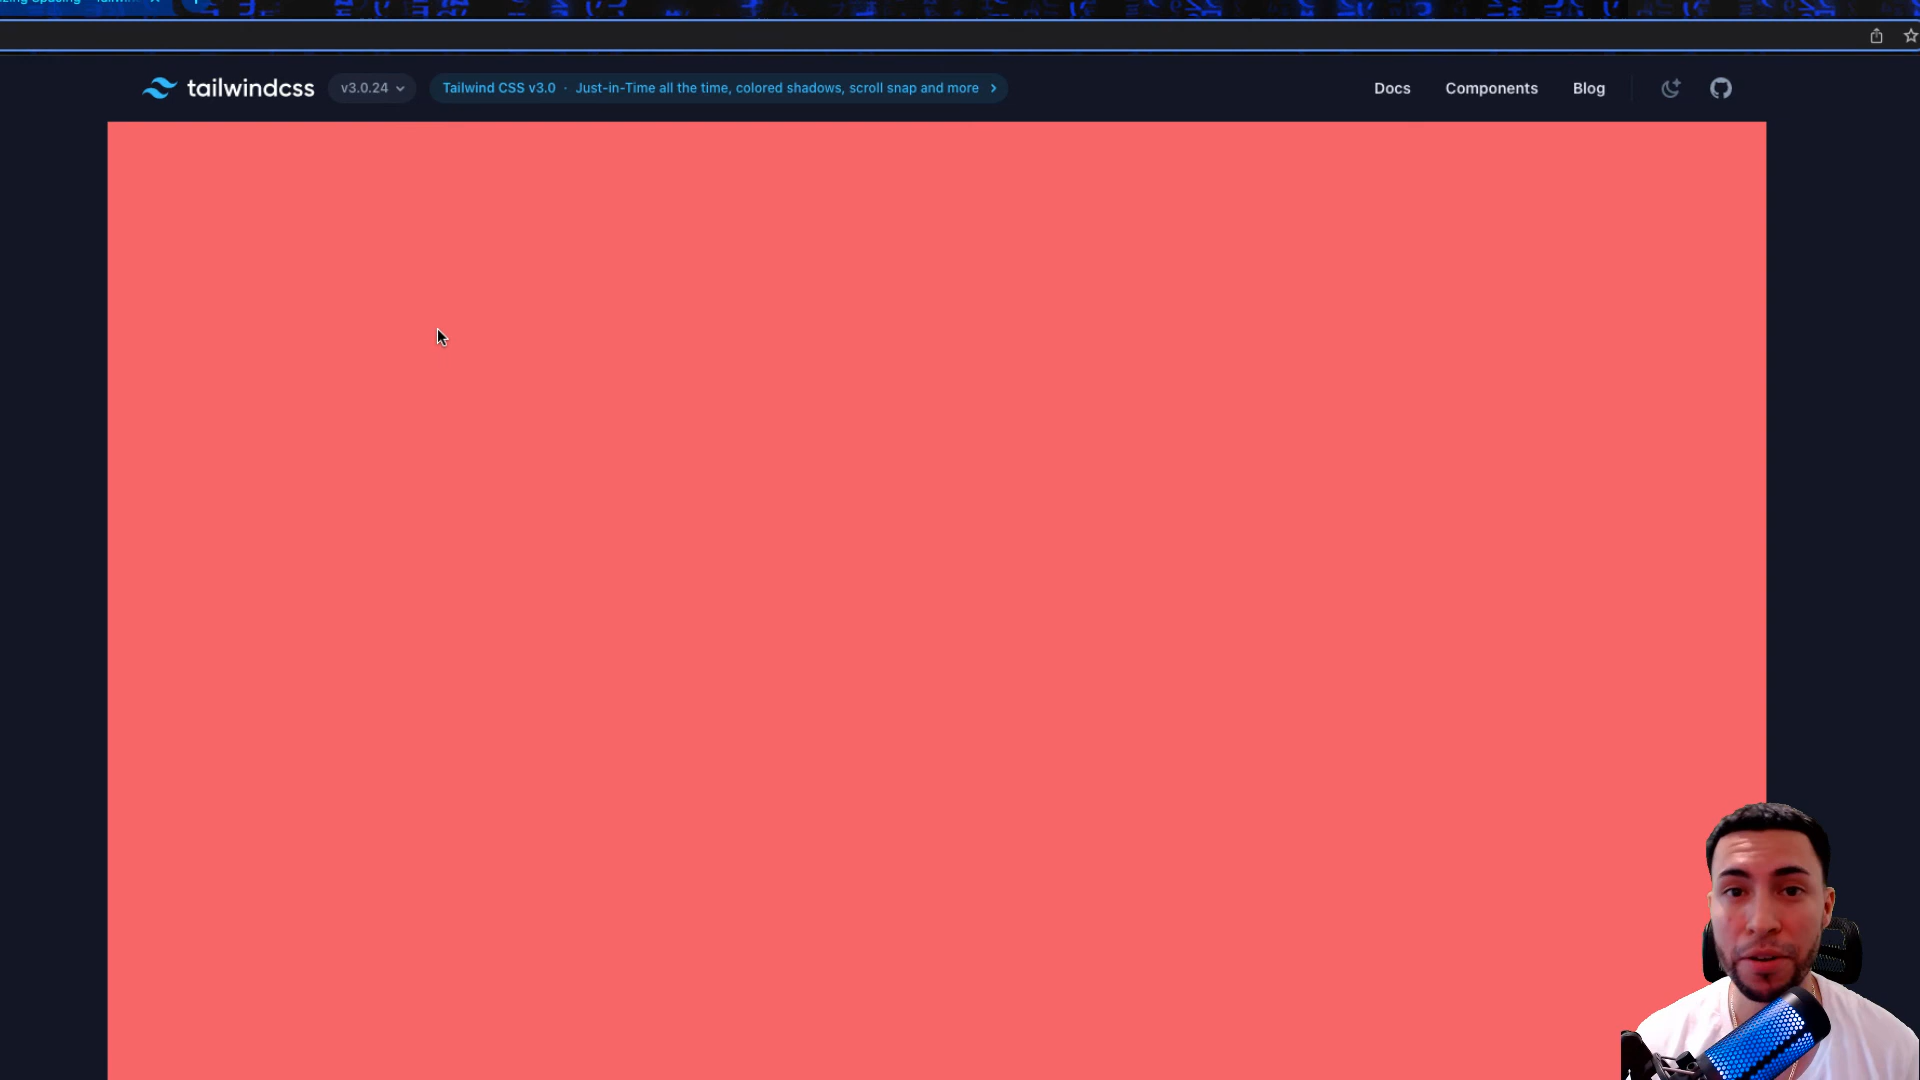 tailwindcss
v3.0.24
Tailwind CSS v3.0 · Just-in-Time all the time, colored shadows, scroll snap and more
Docs
Components
Blog